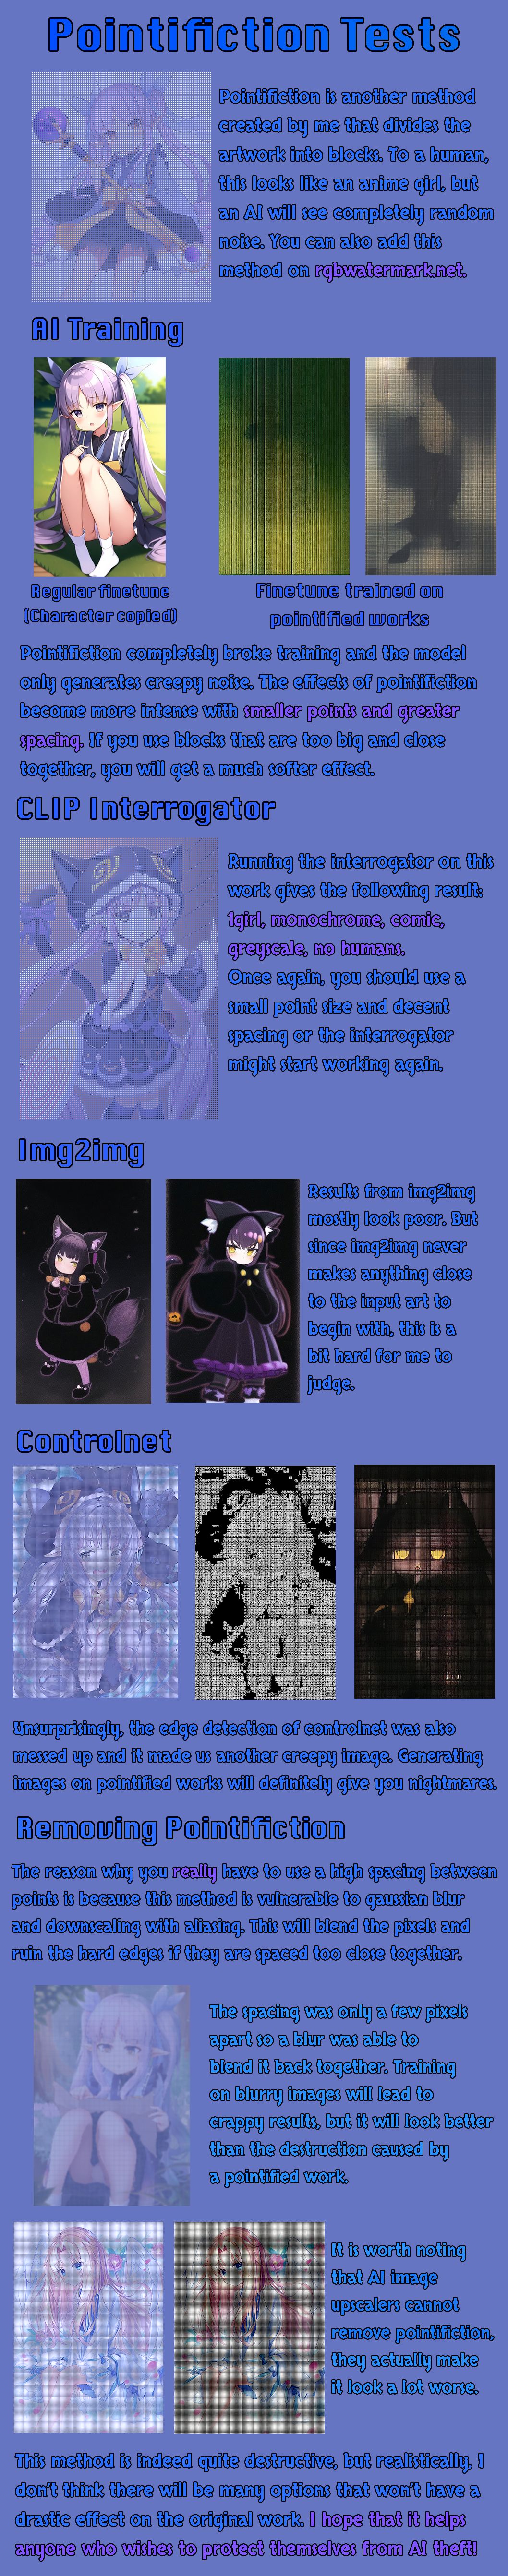 Pointifiction Tests
Pointifiction is another method
created by me that divides the
artwork into blocks. To a human,
this looks like an anime girl, but
an AI will see completely random
noise. You can also add this
method on rgbwatermark.net.
AI Training
Regular finetune
(Character copied)
Finetune trained on
pointified works
Pointifiction completely broke training and the model
only generates creepy noise. The effects of pointifiction
become more intense with smaller points and greater
spacing. If you use blocks that are too big and close
together, you will get a much softer effect.
CLIP Interrogator
Running the interrogator on this
work gives the following result:
1girl, monochrome, comic,
greyscale, no humans.
Once again, you should use a
small point size and decent
spacing or the interrogator
might start working again.
Img2img
Results from img2img
mostly look poor. But
since img2img never
makes anything close
to the input art to
begin with, this is a
bit hard for me to
judge.
Controlnet
Unsurprisingly, the edge detection of controlnet was also
messed up and it made us another creepy image. Generating
images on pointified works will definitely give you nightmares.
Removing Pointifiction
The reason why you really have to use a high spacing between
points is because this method is vulnerable to gaussian blur
and downscaling with aliasing. This will blend the pixels and
ruin the hard edges if they are spaced too close together.
The spacing was only a few pixels
apart so a blur was able to
blend it back together. Training
on blurry images will lead to
crappy results, but it will look better
than the destruction caused by
a pointified work.
It is worth noting
that AI image
upscalers cannot
remove pointifiction,
they actually make
it look a lot worse.
This method is indeed quite destructive, but realistically, I
don't think there will be many options that won't have a
drastic effect on the original work. I hope that it helps
anyone who wishes to protect themselves from AI theft!